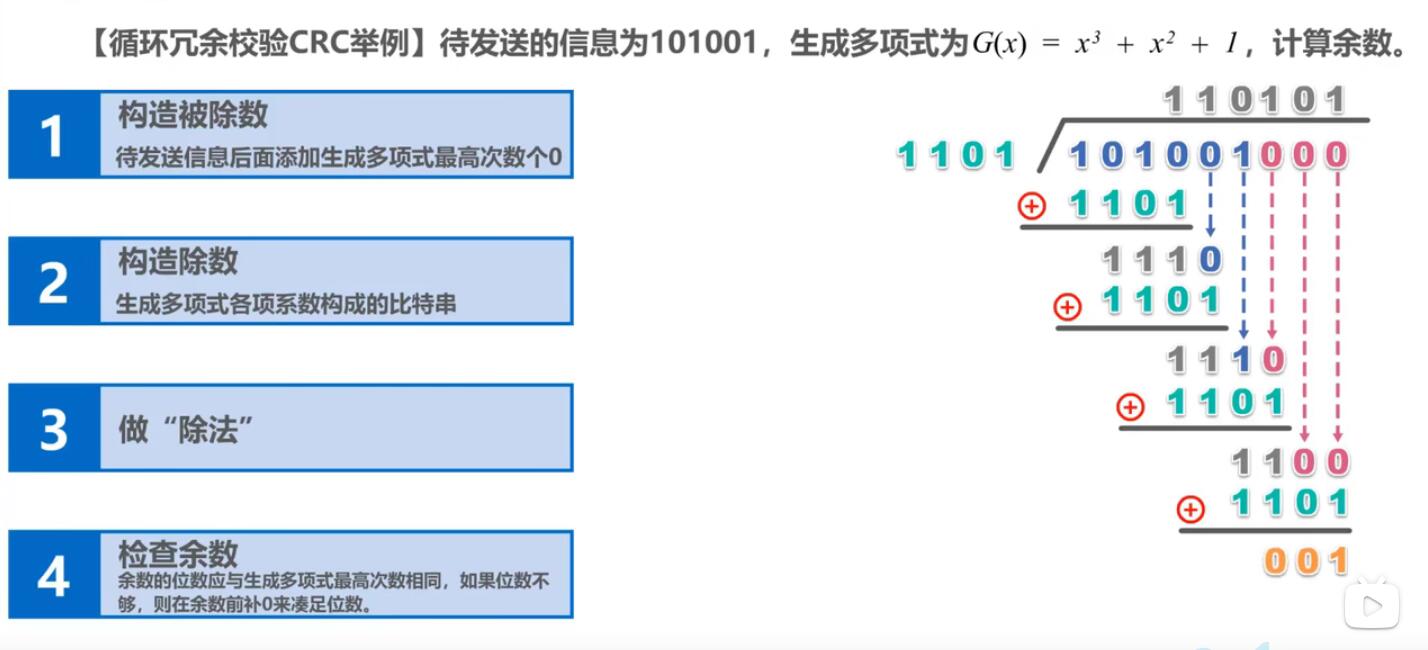 【循环冗余校验CRC举例】待发送的信息为101001，生成多项式为G(x) = x³ + x² + 1，计算余数。
1
构造被除数
待发送信息后面添加生成多项式最高次数个0
2
构造除数
生成多项式各项系数构成的比特串
3
做“除法”
4
检查余数
余数的位数应与生成多项式最高次数相同，如果位数不
够，则在余数前补0来凑足位数。
110101
1101 101001000
⊕ 1101
1110
⊕ 1101
1110
⊕ 1101
1100
⊕ 1101
001